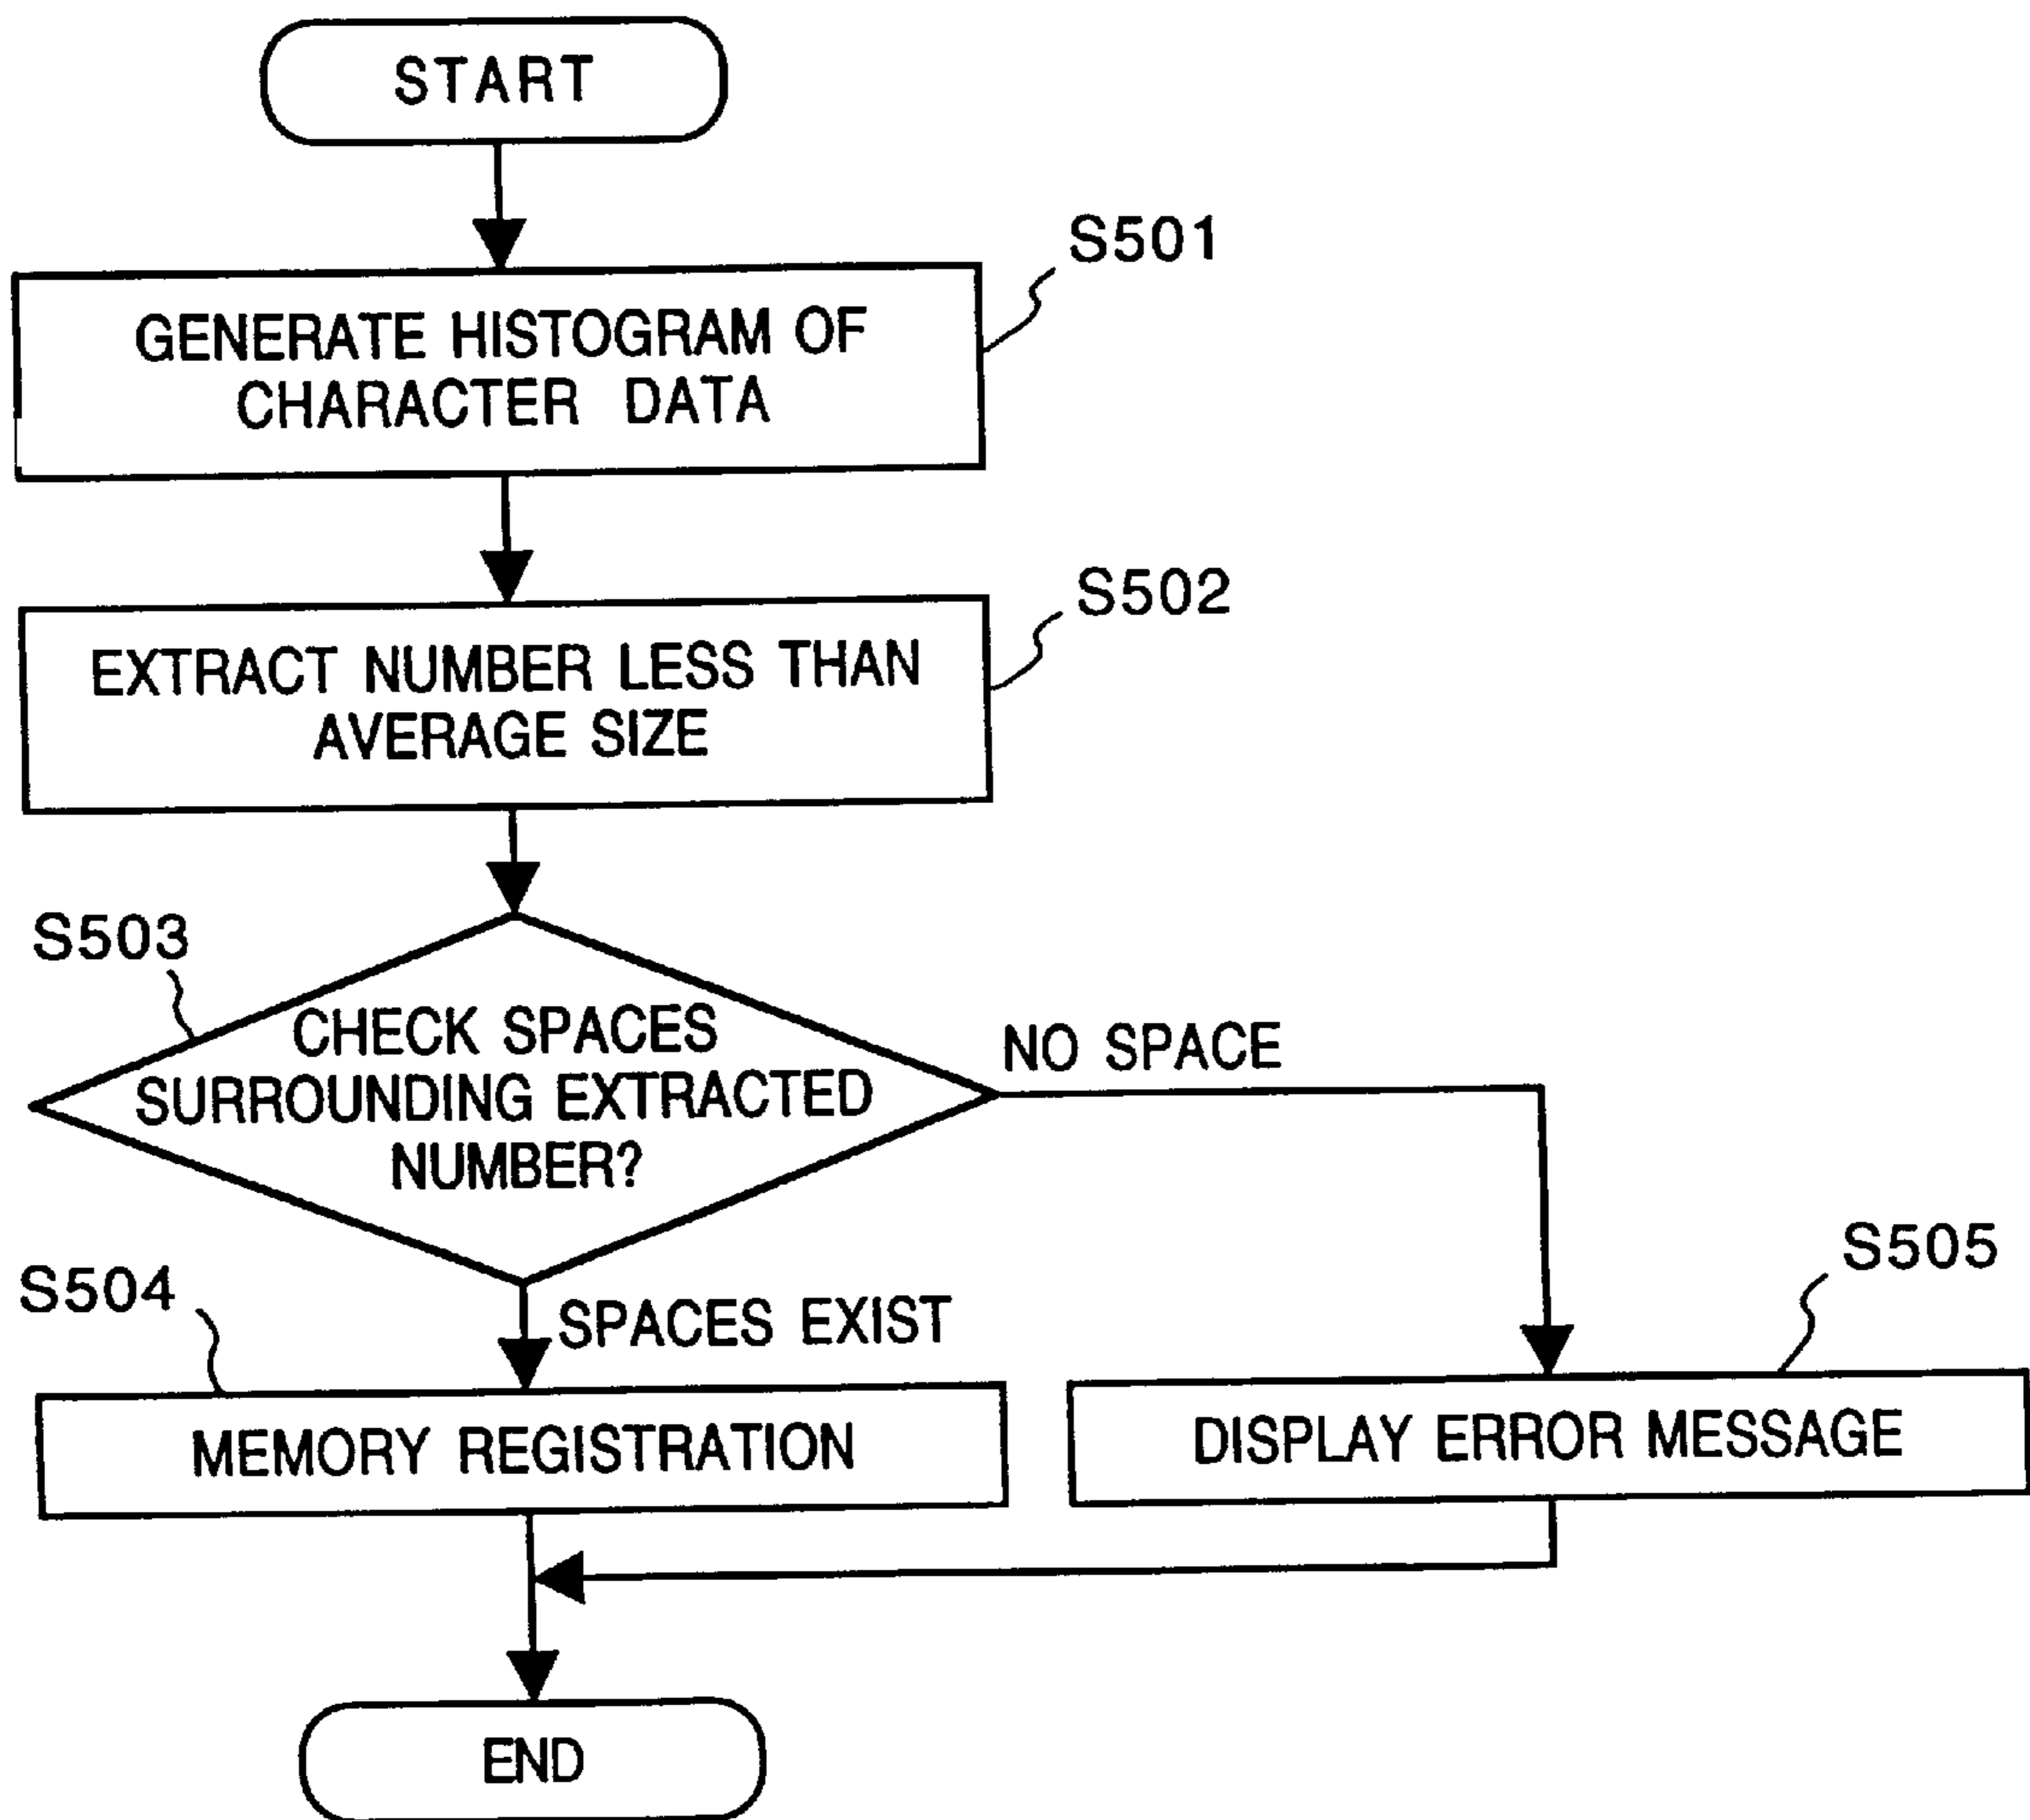 START
S501
GENERATE HISTOGRAM OF
CHARACTER DATA
S502
EXTRACT NUMBER LESS THAN
AVERAGE SIZE
S503
CHECK SPACES
SURROUNDING EXTRACTED
NUMBER?
NO SPACE
S504
SPACES EXIST
S505
MEMORY REGISTRATION
DISPLAY ERROR MESSAGE
END